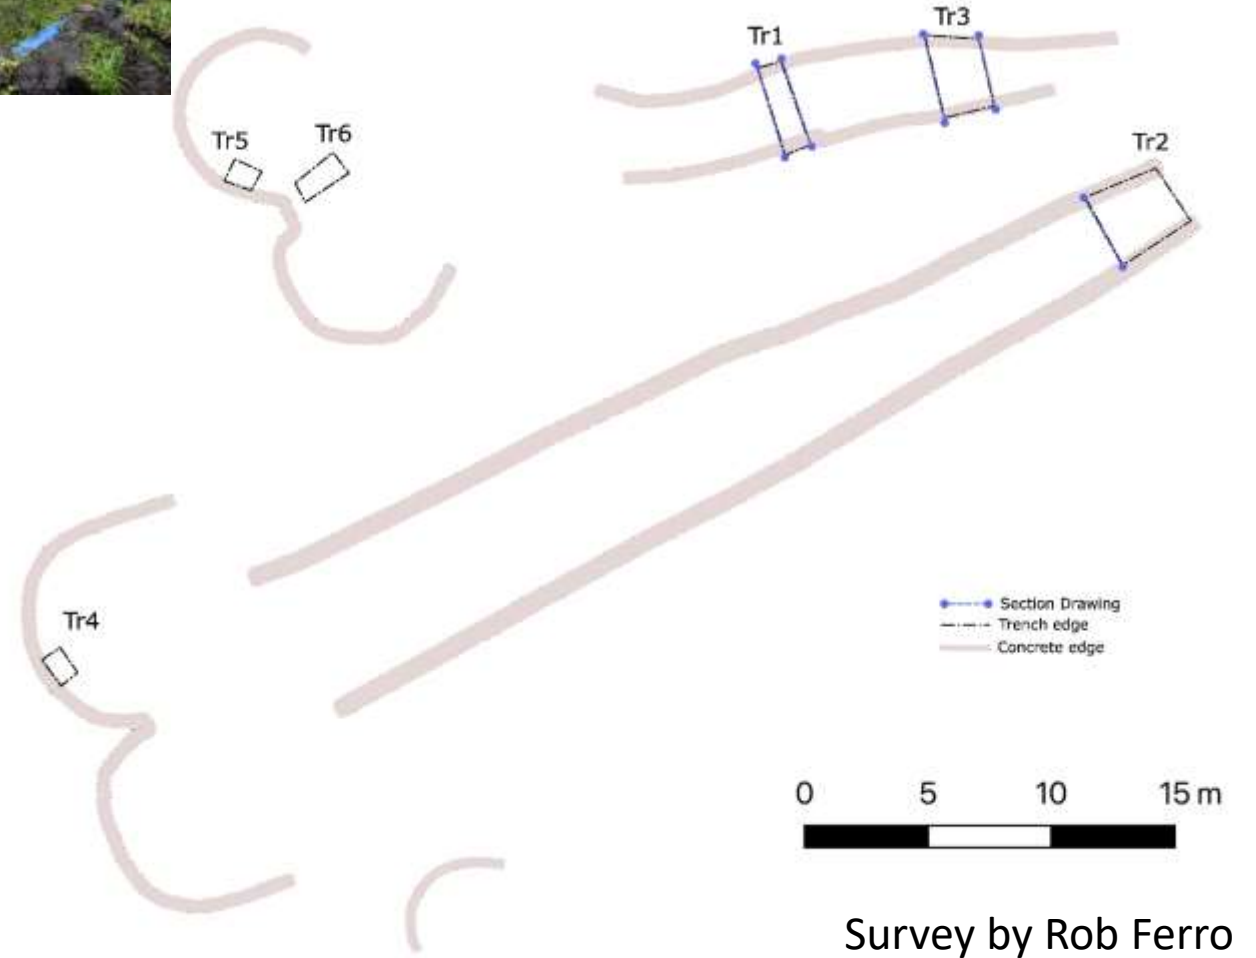 Tr3
Tr1
Tr6
Tr5
Tr2
Section Drawing
Trench edge
Concrete edge
Tr4
0 5 10 15 m
Survey by Rob Ferro